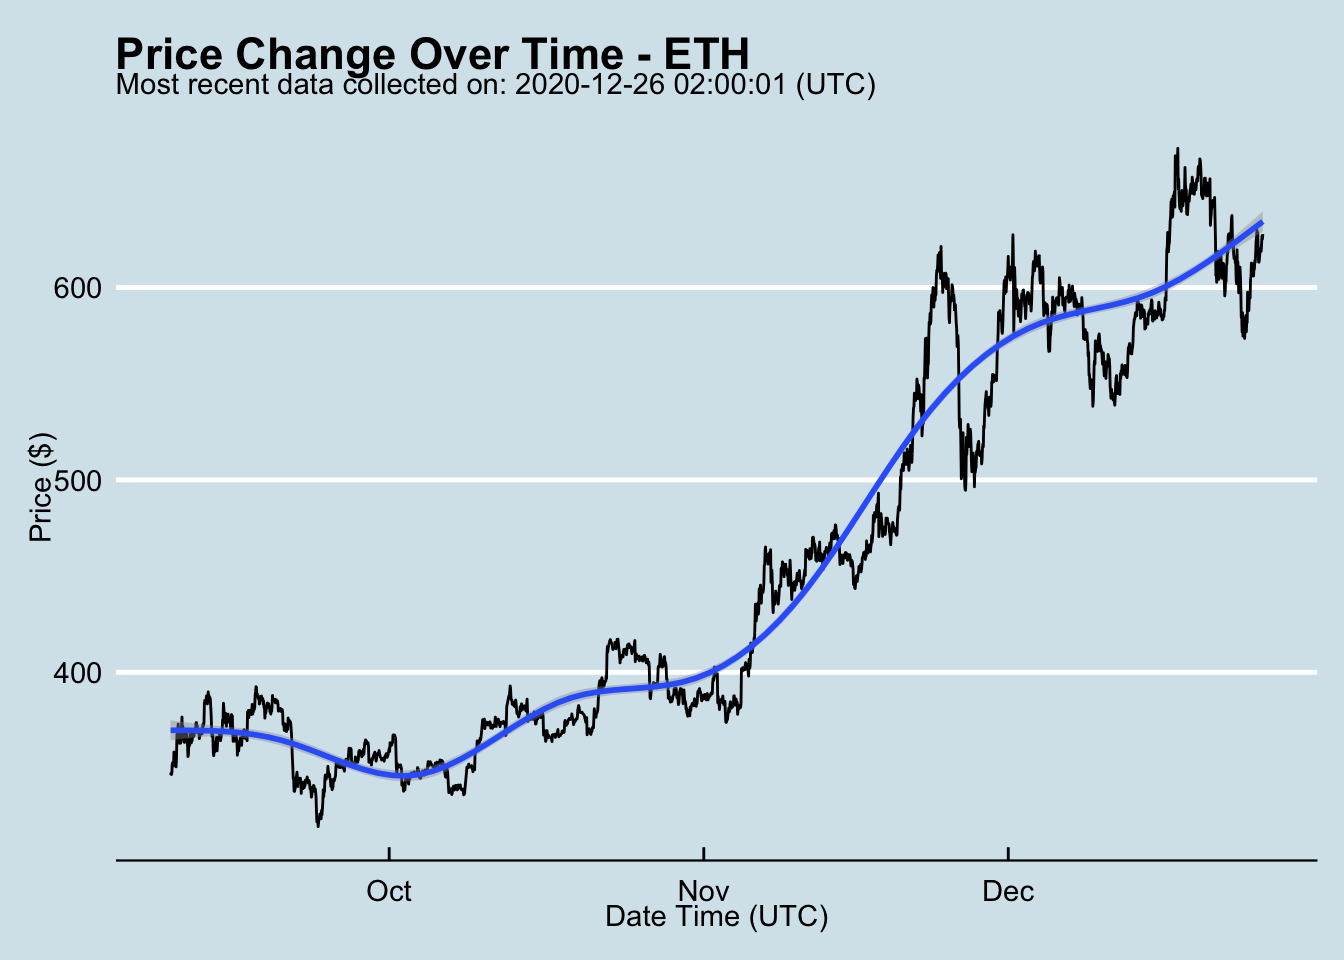 Price Change Over Time - ETH
Most recent data collected on: 2020-12-26 02:00:01 (UTC)
Price ($)
600
500
400
Oct
Nov
Dec
Date Time (UTC)